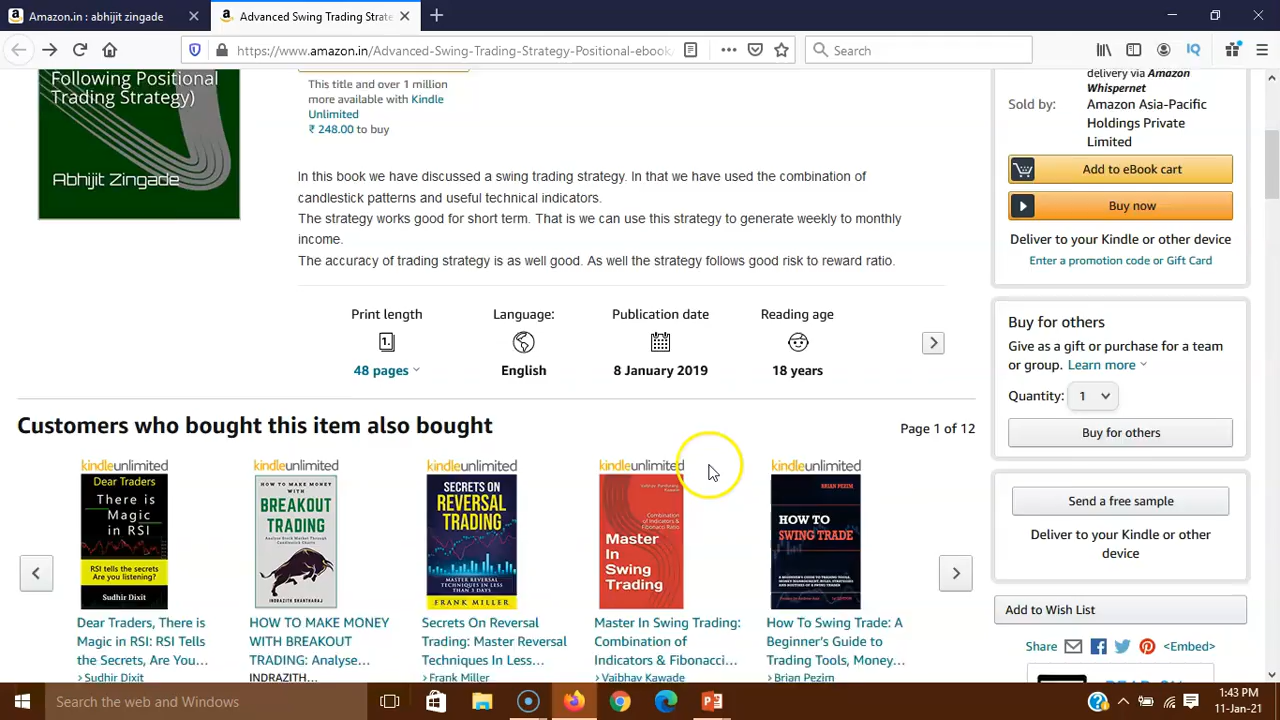 Amazon.in : abhijit zingade
Advanced Swing Trading Strate
https://www.amazon.in/Advanced-Swing-Trading-Strategy-Positional-ebook/
Search
Following Positional
Trading Strategy)
Abhijit Zingade
This title and over 1 million
more available with Kindle
Unlimited
₹ 248.00 to buy
In this book we have discussed a swing trading strategy. In that we have used the combination of
candlestick patterns and useful technical indicators.
The strategy works good for short term. That is we can use this strategy to generate weekly to monthly
income.
The accuracy of trading strategy is as well good. As well the strategy follows good risk to reward ratio.
Print length
48 pages
Language:
English
Publication date
8 January 2019
Reading age
18 years
delivery via Amazon
Whispernet
Sold by:
Amazon Asia-Pacific
Holdings Private
Limited
Add to eBook cart
Buy now
Deliver to your Kindle or other device
Enter a promotion code or Gift Card
Buy for others
Give as a gift or purchase for a team
or group. Learn more
Quantity: 1
Buy for others
Send a free sample
Deliver to your Kindle or other
device
Add to Wish List
Share
<Embed>
Customers who bought this item also bought
Page 1 of 12
kindleunlimited
Dear Traders
There is
Magic
in RSI
RSI tells the secrets
Are you listening?
Sudhir Dixit
Dear Traders, There is
Magic in RSI: RSI Tells
the Secrets, Are You...
› Sudhir Dixit
kindleunlimited
HOW TO MAKE MONEY
WITH
BREAKOUT
TRADING
Analyse Stock Market Through
Candlestick Charts
INDRAZITH SHANTHARAJ
HOW TO MAKE MONEY
WITH BREAKOUT
TRADING: Analyse...
INDRAZITH...
kindleunlimited
SECRETS ON
REVERSAL
TRADING
MASTER REVERSAL
TECHNIQUES IN LESS
THAN 3 DAYS
FRANK MILLER
Secrets On Reversal
Trading: Master Reversal
Techniques In Less...
› Frank Miller
kindleunlimited
Combination
of Indicators &
Fibonacci Ratio
Master
In
Swing
Trading
Master In Swing Trading:
Combination of
Indicators & Fibonacci...
› Vaibhav Kawade
kindleunlimited
BRIAN PEZIM
HOW TO
SWING TRADE
How To Swing Trade: A
Beginner's Guide to
Trading Tools, Money...
› Brian Pezim
Search the web and Windows
1:43 PM
11-Jan-21